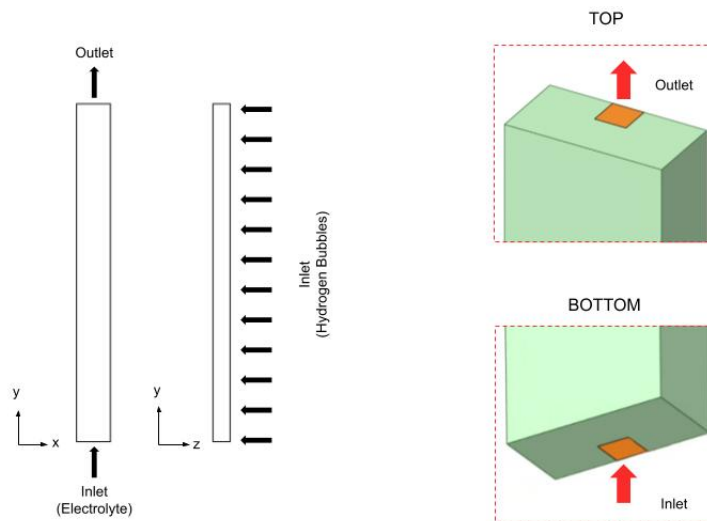 Outlet
y
x
Inlet
(Electrolyte)
y
z
Inlet
(Hydrogen Bubbles)
TOP
Outlet
BOTTOM
Inlet